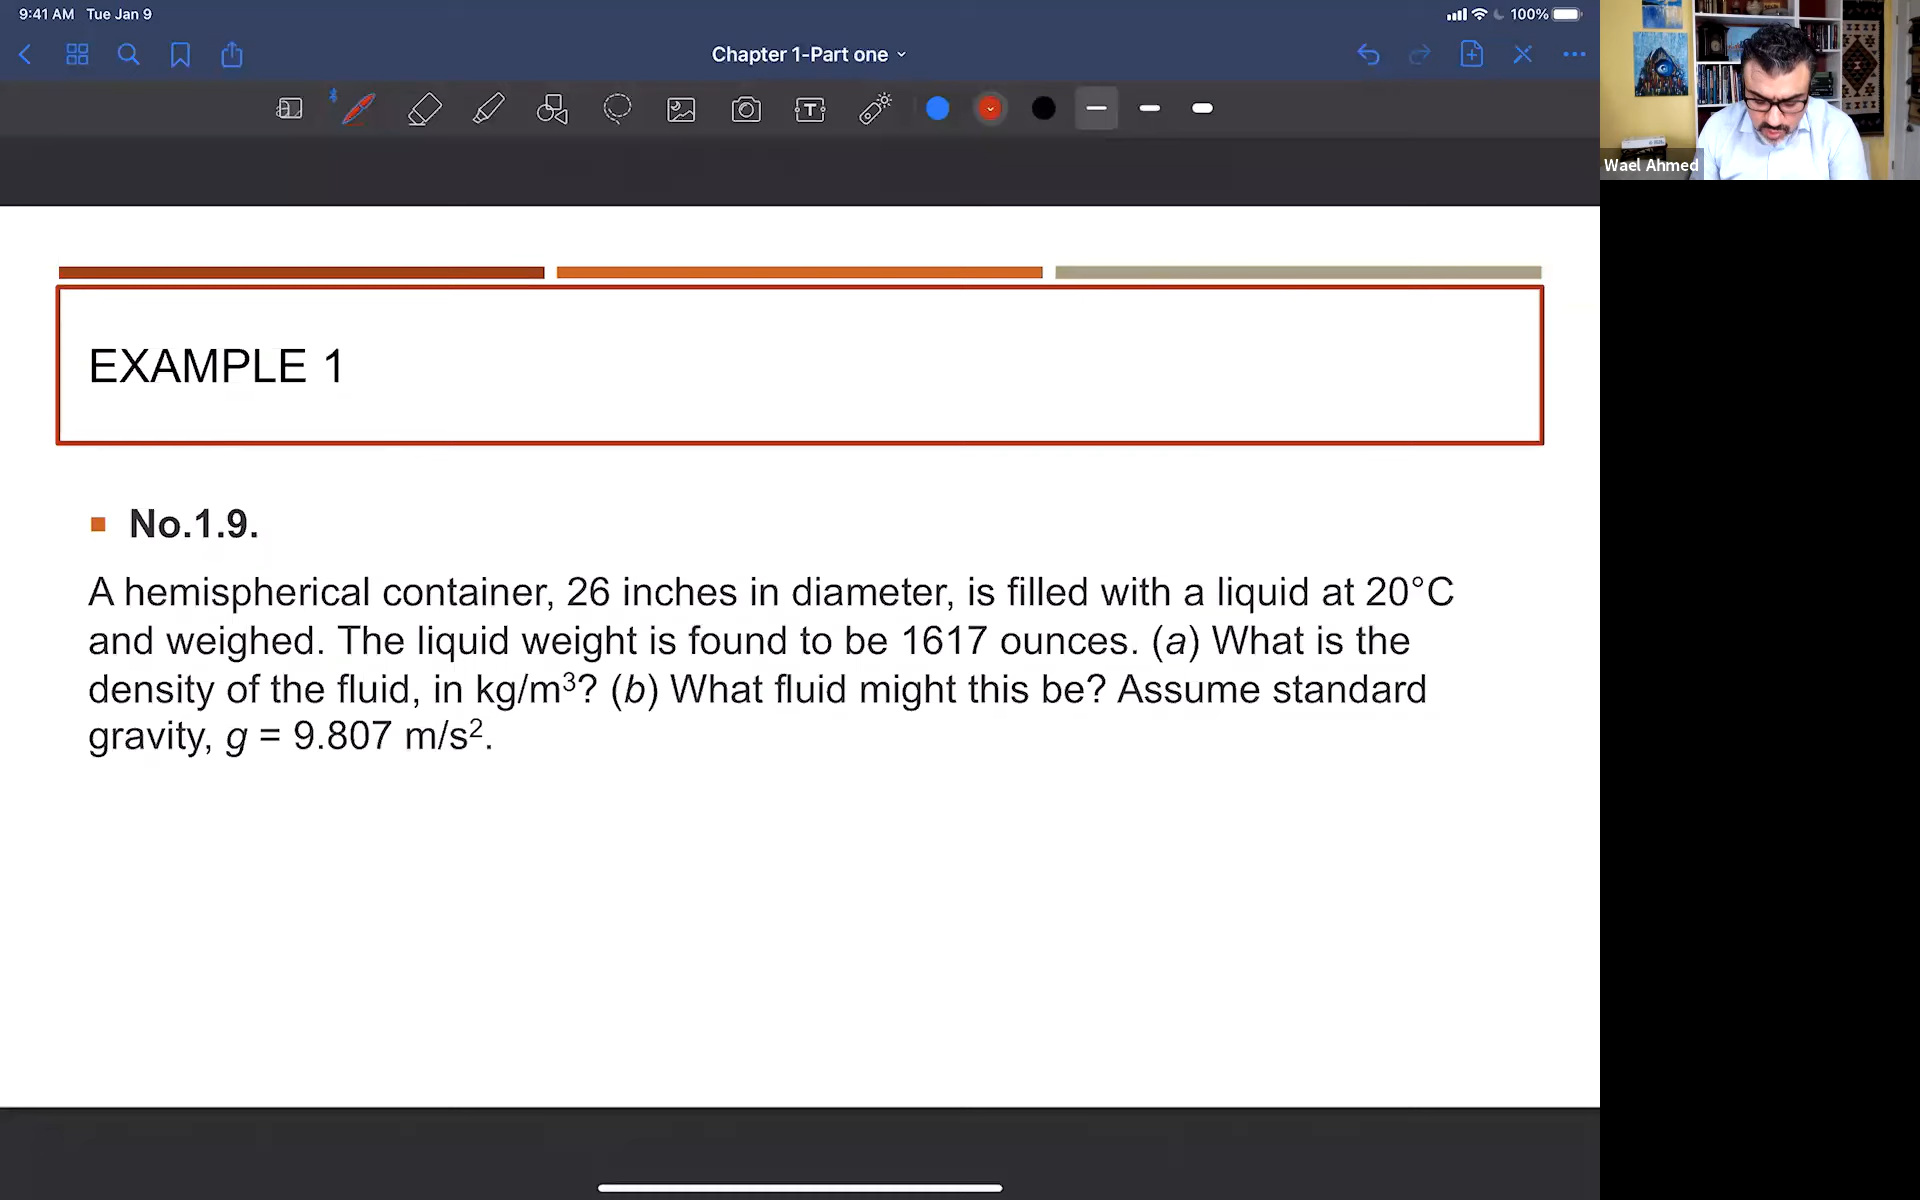 9:41 AM Tue Jan 9
100%
Chapter 1-Part one
T
Wael Ahmed
EXAMPLE 1
No.1.9.
A hemispherical container, 26 inches in diameter, is filled with a liquid at 20°C
and weighed. The liquid weight is found to be 1617 ounces. (a) What is the
density of the fluid, in kg/m³? (b) What fluid might this be? Assume standard
gravity, g = 9.807 m/s².